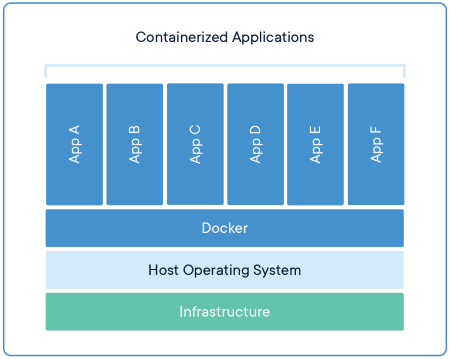 Containerized Applications
App A
App B
App C
App D
App E
App F
Docker
Host Operating System
Infrastructure